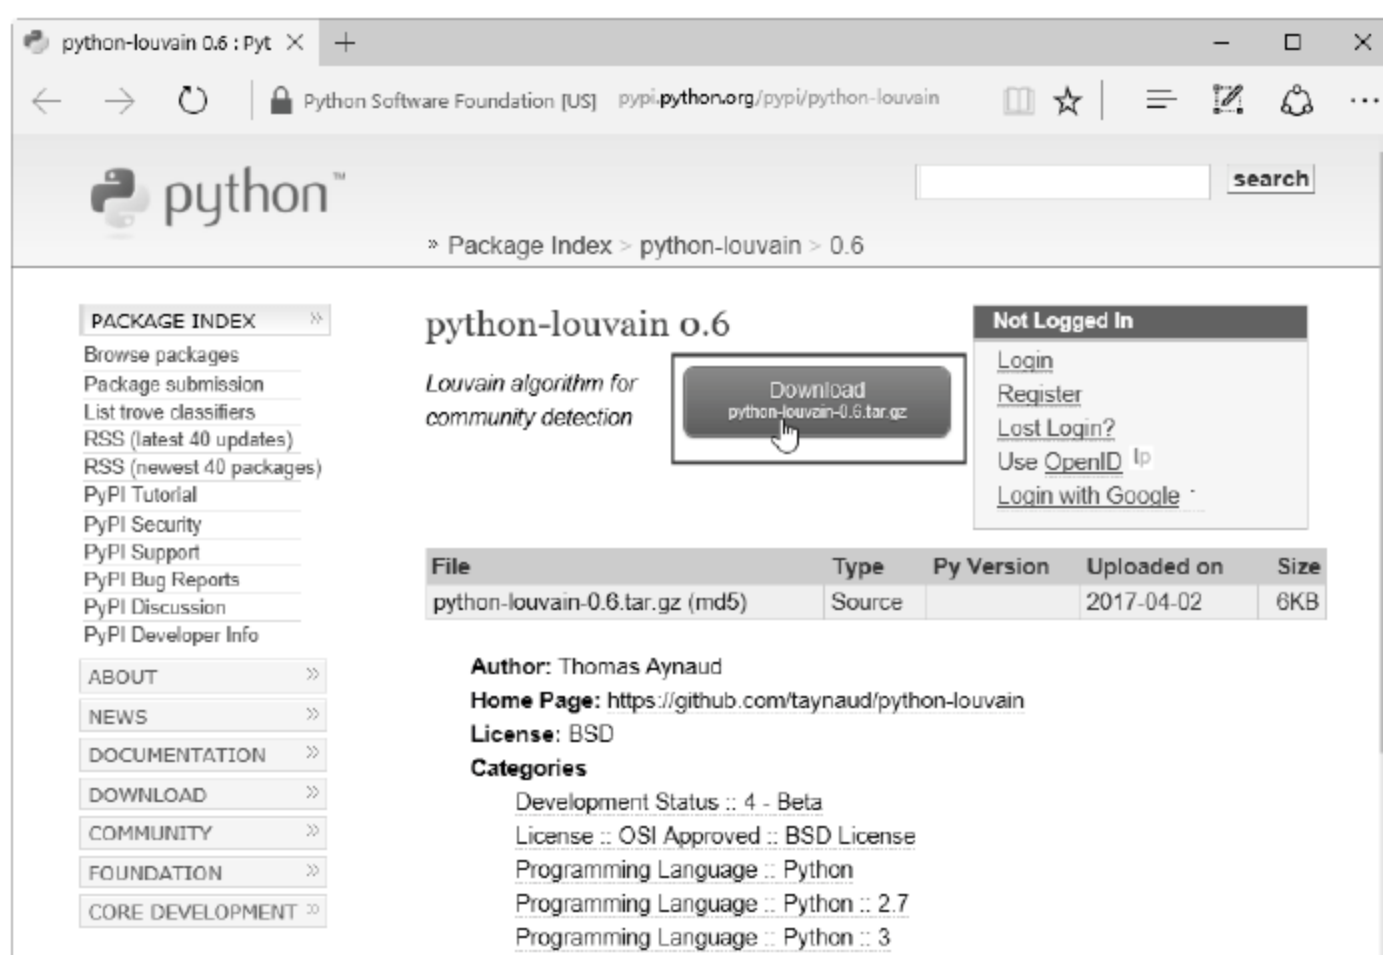 python-louvain 0.6 : Pyt
Python Software Foundation [US] pypi.python.org/pypi/python-louvain
python™
search
» Package Index > python-louvain > 0.6
PACKAGE INDEX »
Browse packages
Package submission
List trove classifiers
RSS (latest 40 updates)
RSS (newest 40 packages)
PyPI Tutorial
PyPI Security
PyPI Support
PyPI Bug Reports
PyPI Discussion
PyPI Developer Info
ABOUT »
NEWS »
DOCUMENTATION »
DOWNLOAD »
COMMUNITY »
FOUNDATION »
CORE DEVELOPMENT »
python-louvain 0.6
Louvain algorithm for
community detection
Download
python-louvain-0.6.tar.gz
Not Logged In
Login
Register
Lost Login?
Use OpenID lp
Login with Google
File Type Py Version Uploaded on Size
python-louvain-0.6.tar.gz (md5) Source 2017-04-02 6KB
Author: Thomas Aynaud
Home Page: https://github.com/taynaud/python-louvain
License: BSD
Categories
Development Status :: 4 - Beta
License :: OSI Approved :: BSD License
Programming Language :: Python
Programming Language :: Python :: 2.7
Programming Language :: Python :: 3